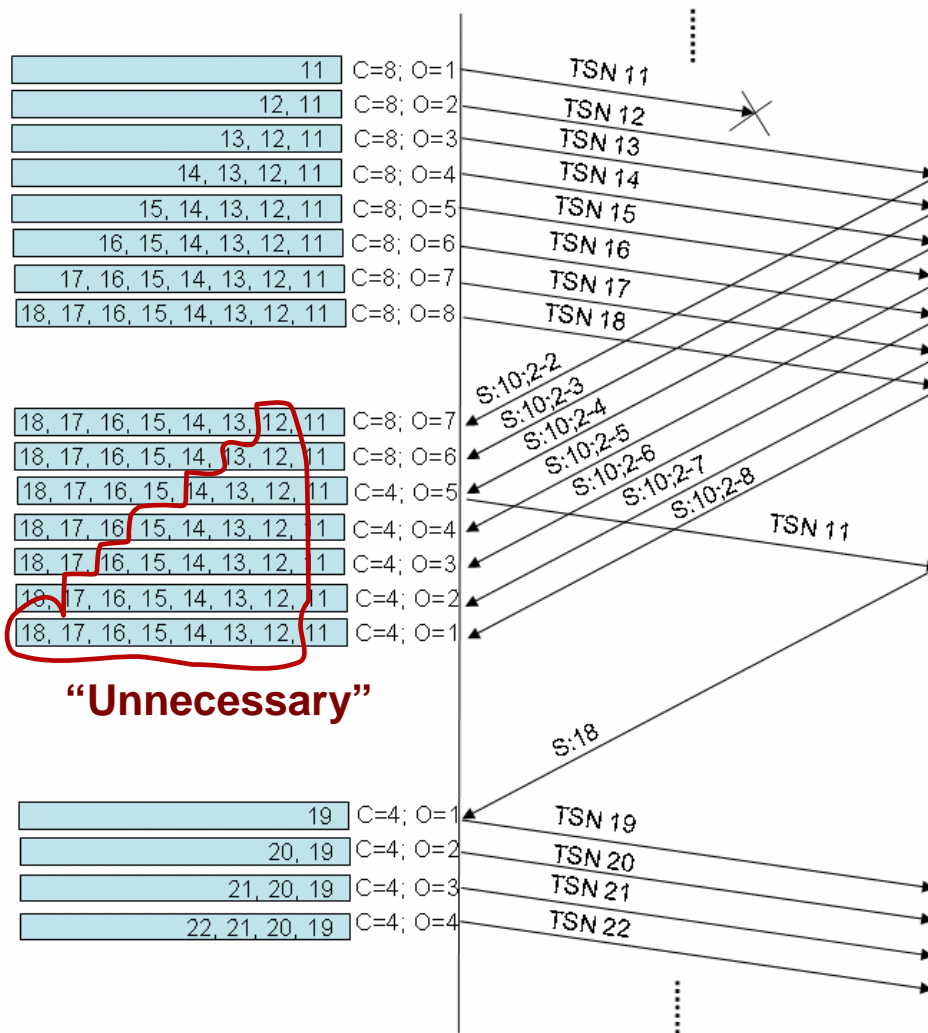 11 C=8; O=1 TSN 11
12, 11 C=8; O=2 TSN 12
13, 12, 11 C=8; O=3 TSN 13
14, 13, 12, 11 C=8; O=4 TSN 14
15, 14, 13, 12, 11 C=8; O=5 TSN 15
16, 15, 14, 13, 12, 11 C=8; O=6 TSN 16
17, 16, 15, 14, 13, 12, 11 C=8; O=7 TSN 17
18, 17, 16, 15, 14, 13, 12, 11 C=8; O=8 TSN 18
18, 17, 16, 15, 14, 13, 12, 11 C=8; O=7 S:10;2-2
18, 17, 16, 15, 14, 13, 12, 11 C=8; O=6 S:10;2-3
18, 17, 16, 15, 14, 13, 12, 11 C=4; O=5 S:10;2-4
18, 17, 16, 15, 14, 13, 12, 11 C=4; O=4 S:10;2-5
18, 17, 16, 15, 14, 13, 12, 11 C=4; O=3 S:10;2-6
18, 17, 16, 15, 14, 13, 12, 11 C=4; O=2 S:10;2-7
18, 17, 16, 15, 14, 13, 12, 11 C=4; O=1 S:10;2-8
TSN 11
“Unnecessary”
S:18
19 C=4; O=1 TSN 19
20, 19 C=4; O=2 TSN 20
21, 20, 19 C=4; O=3 TSN 21
22, 21, 20, 19 C=4; O=4 TSN 22